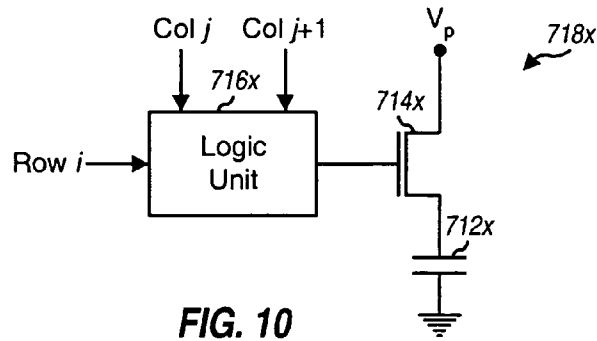 Col j Col j+1
Vp
718x
716x
714x
Row i
Logic
Unit
712x
FIG. 10